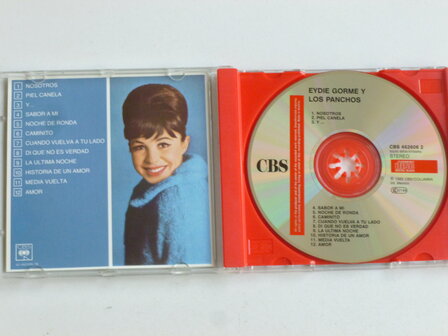 1 NOSOTROS
2 PIEL CANELA
3 Y...
4 SABOR A MI
5 NOCHE DE RONDA
6 CAMINITO
7 CUANDO VUELVA A TU LADO
8 DI QUE NO ES VERDAD
9 LA ULTIMA NOCHE
10 HISTORIA DE UN AMOR
11 MEDIA VUELTA
12 AMOR
EYDIE GORME Y
LOS PANCHOS
1. NOSOTROS
2. PIEL CANELA
3. Y...
CBS 462606 2
STEREO
CBS
4. SABOR A MI
5. NOCHE DE RONDA
6. CAMINITO
7. CUANDO VUELVA A TU LADO
8. DI QUE NO ES VERDAD
9. LA ULTIMA NOCHE
10. HISTORIA DE UN AMOR
11. MEDIA VUELTA
12. AMOR